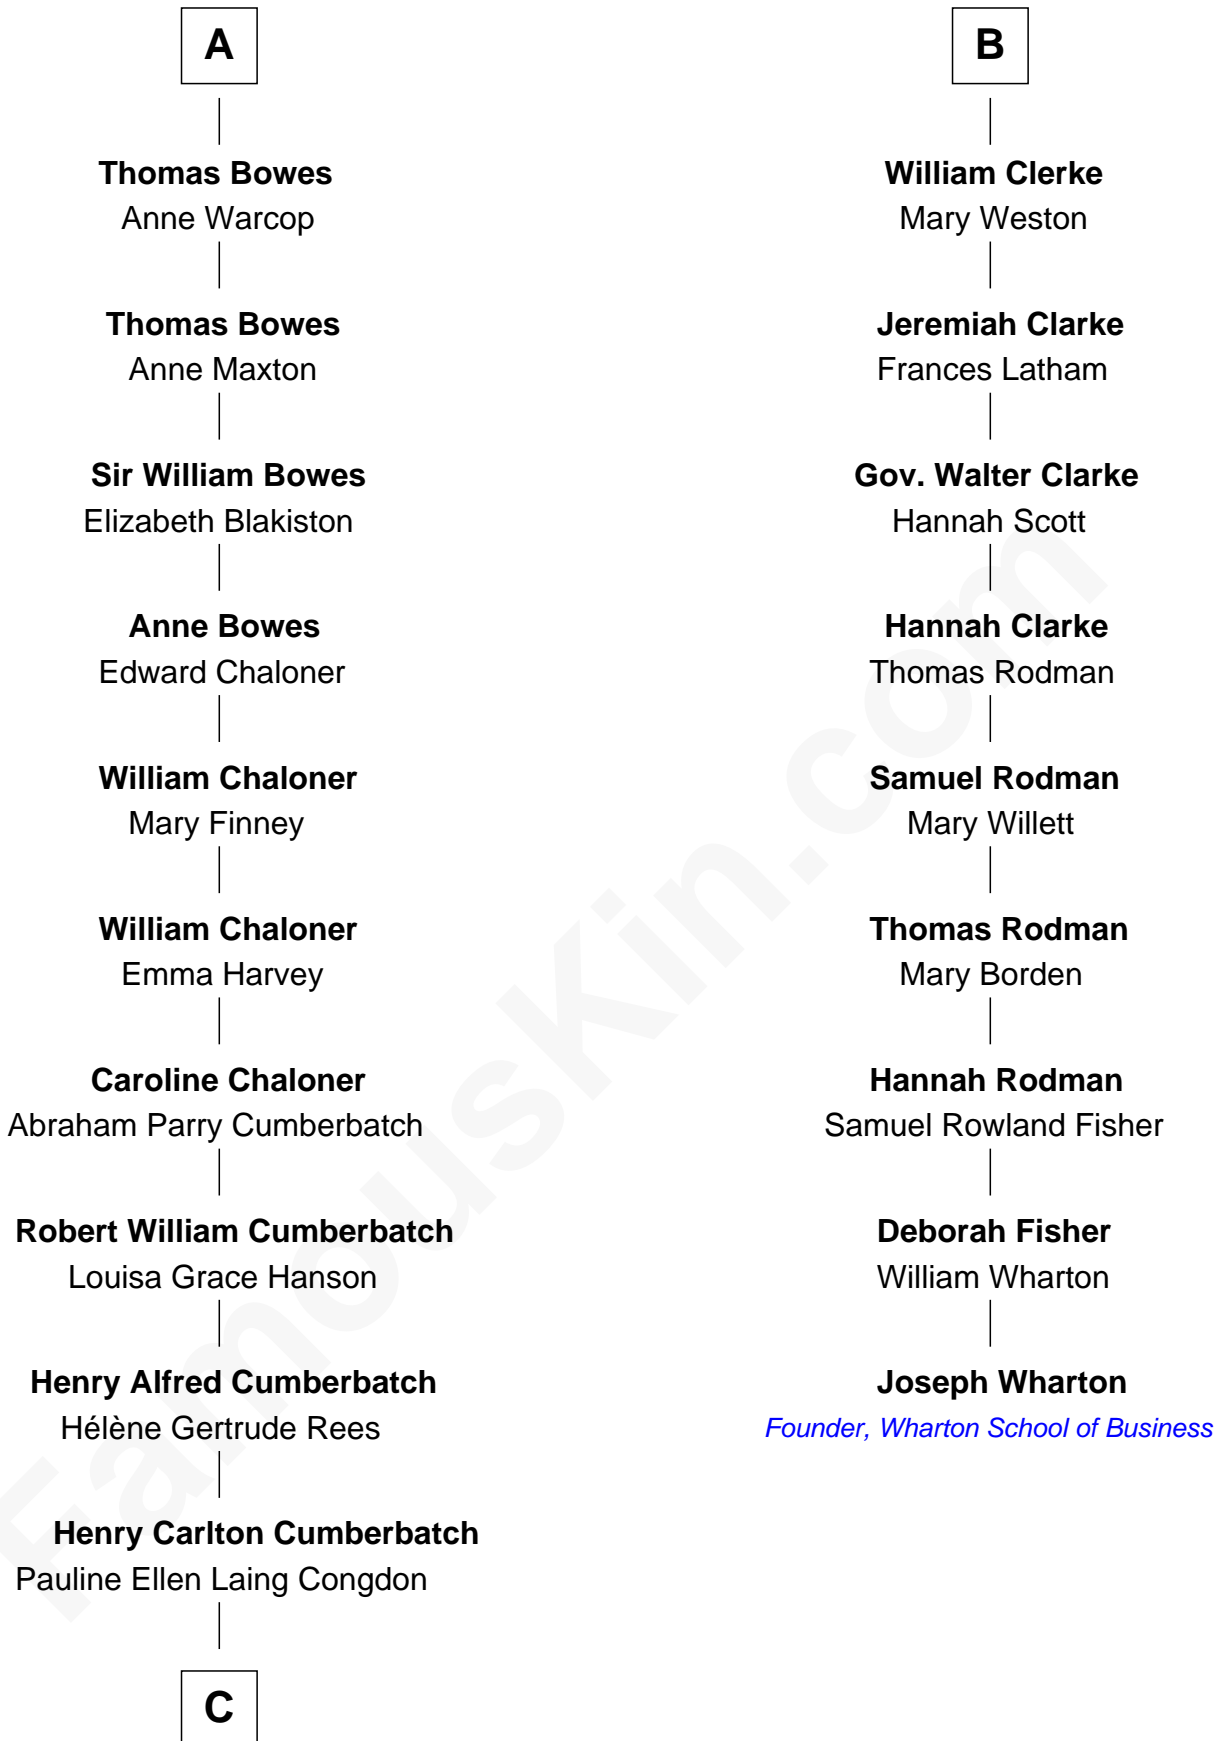 A
Thomas Bowes
Anne Warcop
Thomas Bowes
Anne Maxton
Sir William Bowes
Elizabeth Blakiston
Anne Bowes
Edward Chaloner
William Chaloner
Mary Finney
William Chaloner
Emma Harvey
Caroline Chaloner
Abraham Parry Cumberbatch
Robert William Cumberbatch
Louisa Grace Hanson
Henry Alfred Cumberbatch
Hélène Gertrude Rees
Henry Carlton Cumberbatch
Pauline Ellen Laing Congdon
C
B
William Clerke
Mary Weston
Jeremiah Clarke
Frances Latham
Gov. Walter Clarke
Hannah Scott
Hannah Clarke
Thomas Rodman
Samuel Rodman
Mary Willett
Thomas Rodman
Mary Borden
Hannah Rodman
Samuel Rowland Fisher
Deborah Fisher
William Wharton
Joseph Wharton
Founder, Wharton School of Business
FamousKin.com